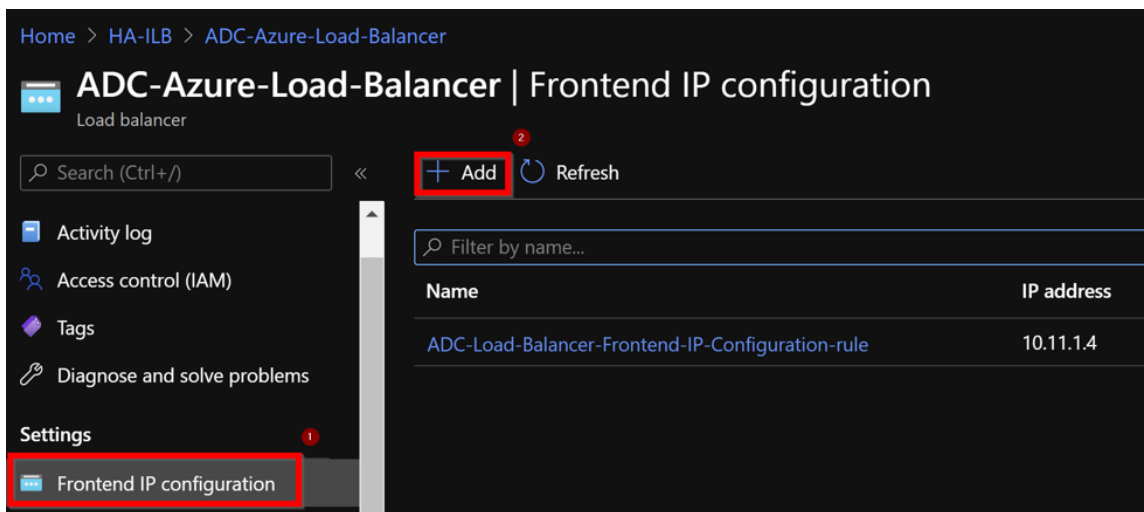 Home > HA-ILB > ADC-Azure-Load-Balancer
ADC-Azure-Load-Balancer | Frontend IP configuration
Load balancer
Search (Ctrl+/)
«
2
+ Add
Refresh
Activity log
Access control (IAM)
Tags
Diagnose and solve problems
Settings
1
Frontend IP configuration
Filter by name...
Name IP address
ADC-Load-Balancer-Frontend-IP-Configuration-rule 10.11.1.4